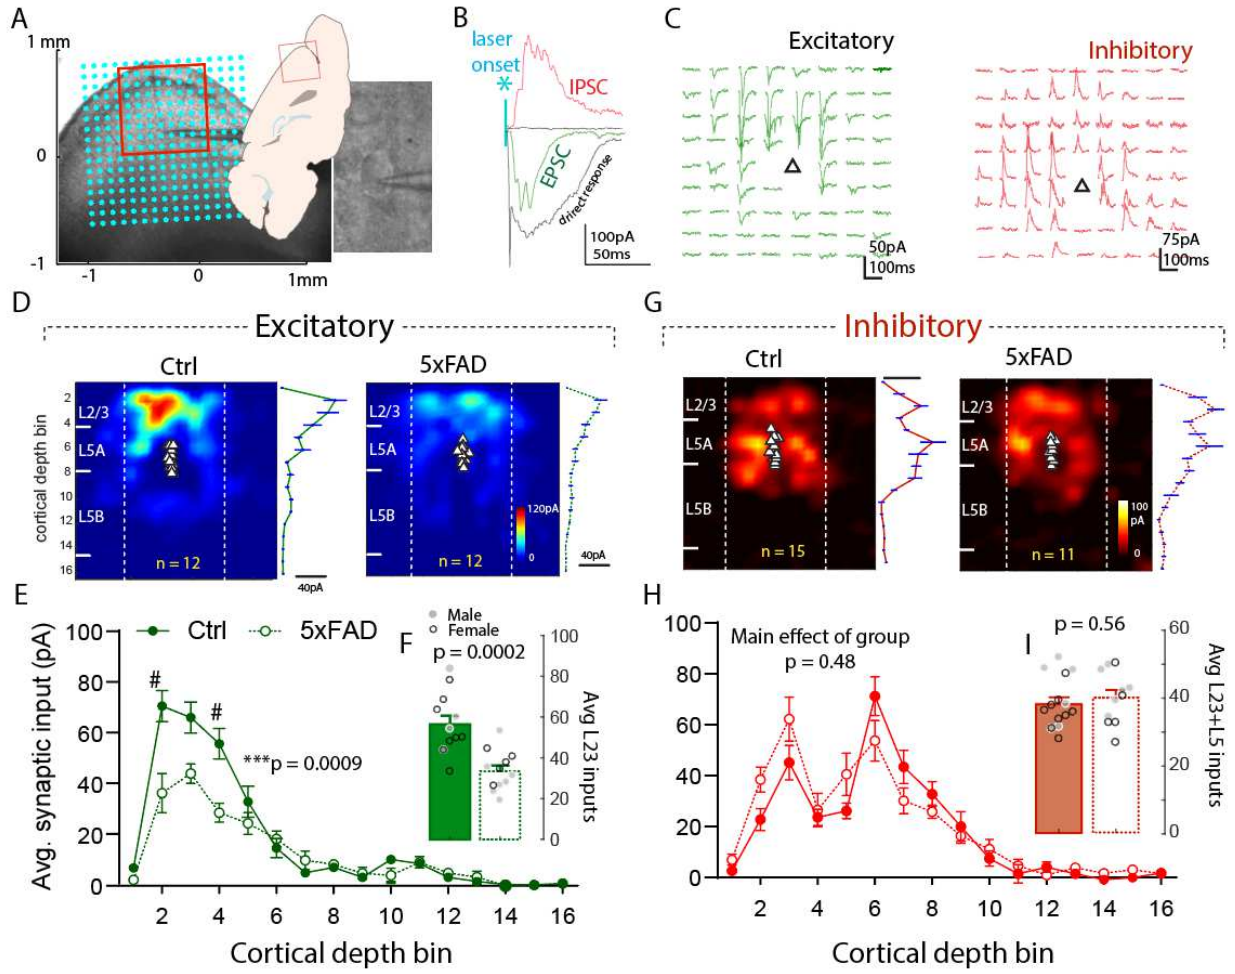 A
1 mm
0
-1
-1
0
1mm
B
laser
onset
*
IPSC
EPSC
drirect response
100pA
50ms
C
Excitatory
50pA
100ms
Inhibitory
75pA
100ms
D
Excitatory
Ctrl
5xFAD
cortical depth bin
2
4
6
8
10
12
14
16
L2/3
L5A
L5B
n = 12
40pA
L2/3
L5A
L5B
n = 12
120pA
0
40pA
G
Inhibitory
Ctrl
5xFAD
L2/3
L5A
L5B
n = 15
L2/3
L5A
L5B
n = 11
100
pA
0
E
Avg. synaptic input (pA)
100
80
60
40
20
0
Ctrl
5xFAD
#
#
***p = 0.0009
2
4
6
8
10
12
14
16
Cortical depth bin
F
Male
Female
p = 0.0002
100
80
60
40
20
0
Avg L23 inputs
H
100
80
60
40
20
0
Main effect of group
p = 0.48
2
4
6
8
10
12
14
16
Cortical depth bin
I
p = 0.56
60
40
20
0
Avg L23+L5 inputs